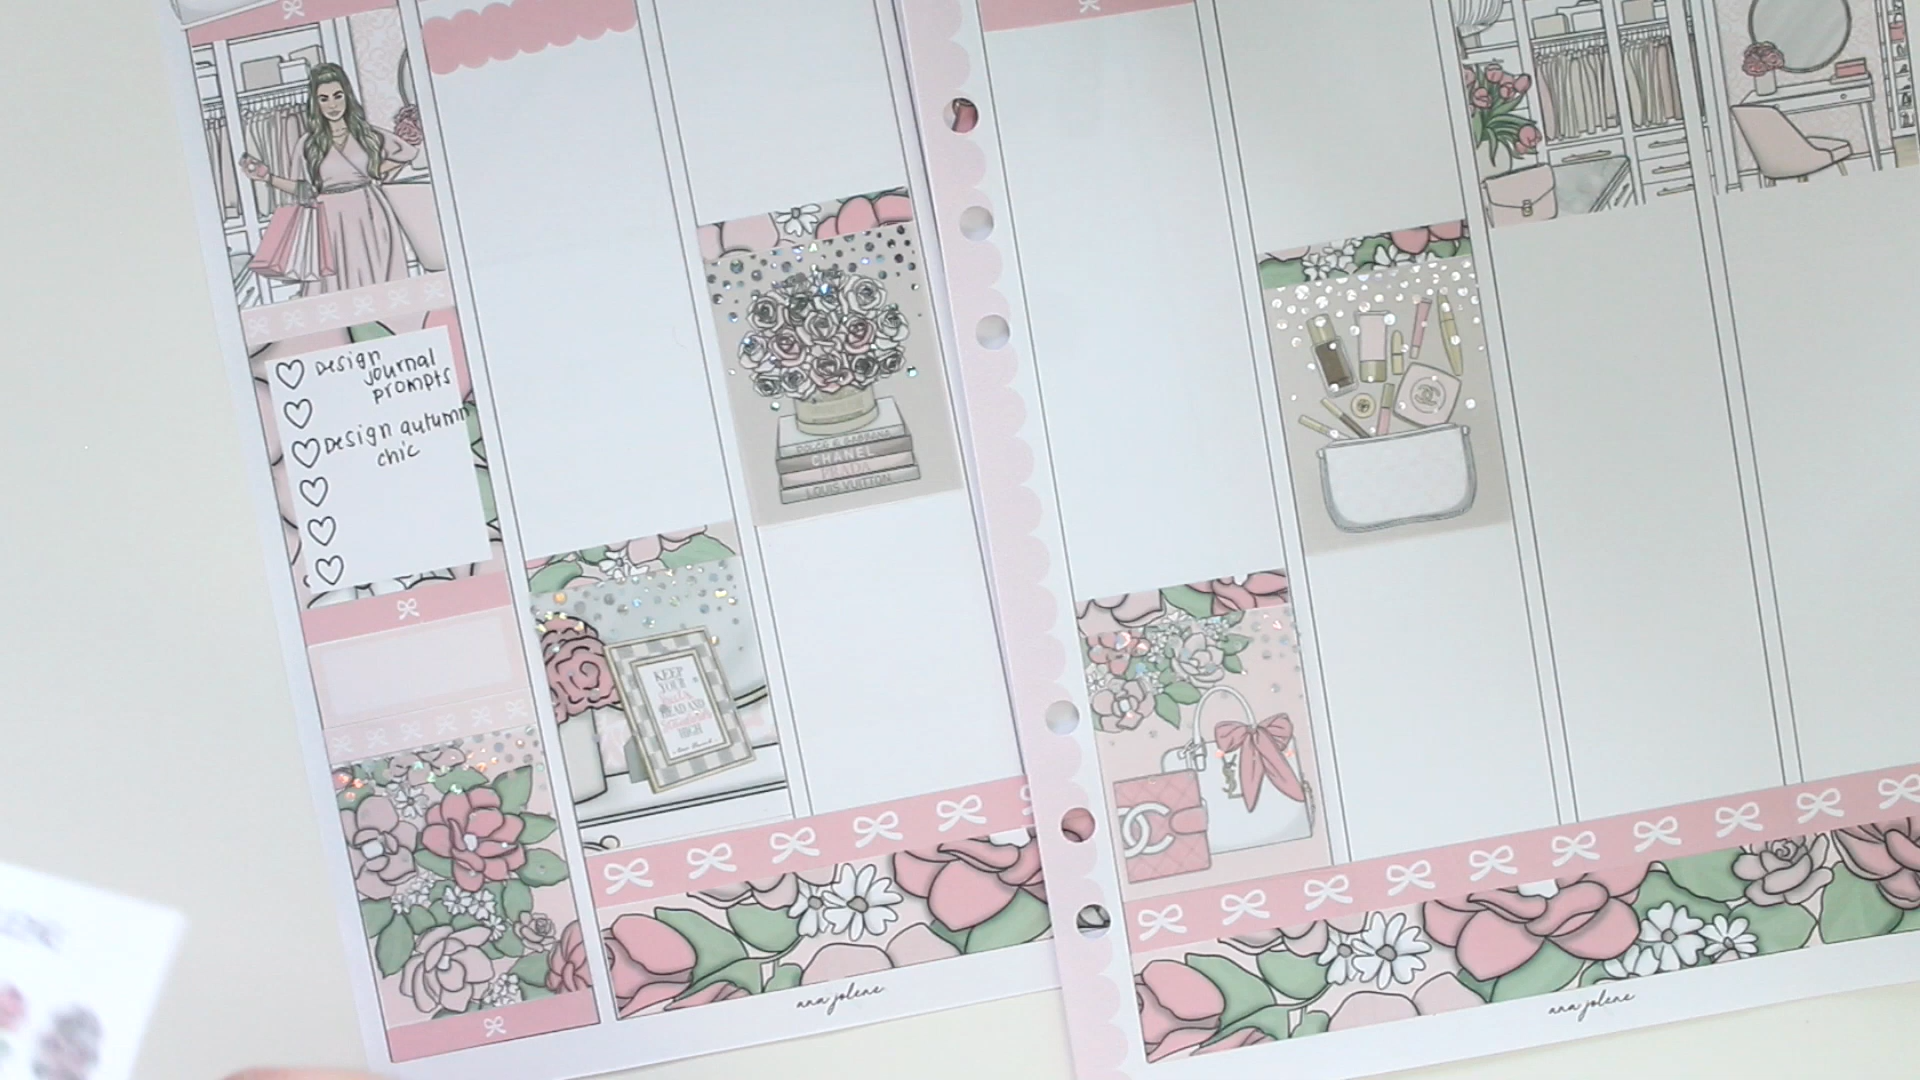 Design
journal
prompts
Design autumn
chic
DOLCE & GABBANA
CHANEL
PRADA
LOUIS VUITTON
KEEP
YOUR
HEAD AND
HIGH
ana jolene
ana jolene